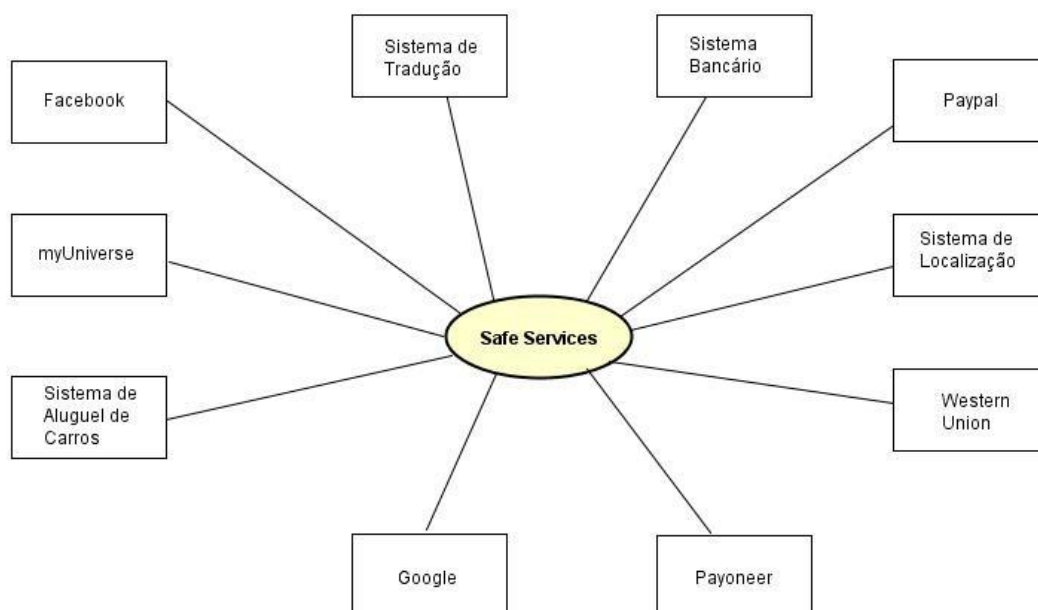 Sistema de
Tradução
Sistema
Bancário
Facebook
Paypal
myUniverse
Sistema de
Localização
Safe Services
Sistema de
Aluguel de
Carros
Western
Union
Google
Payoneer